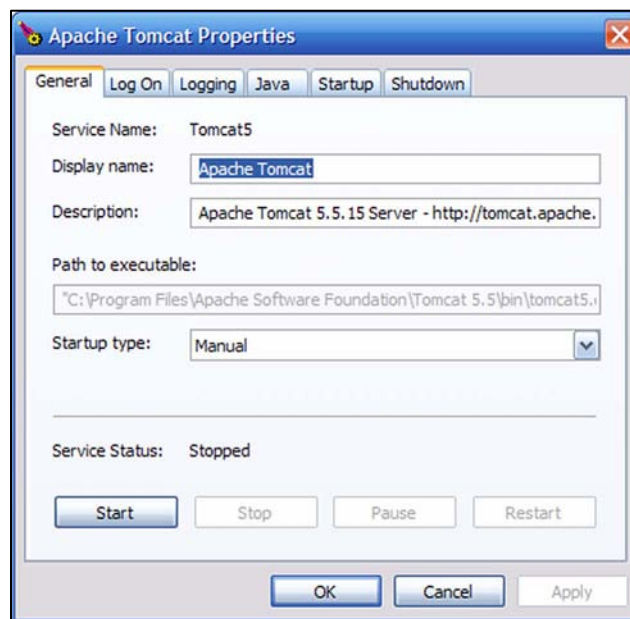 Apache Tomcat Properties
General Log On Logging Java Startup Shutdown
Service Name: Tomcat5
Display name: Apache Tomcat
Description: Apache Tomcat 5.5.15 Server - http://tomcat.apache.
Path to executable:
"C:\Program Files\Apache Software Foundation\Tomcat 5.5\bin\tomcat5.
Startup type: Manual
Service Status: Stopped
Start Stop Pause Restart
OK Cancel Apply